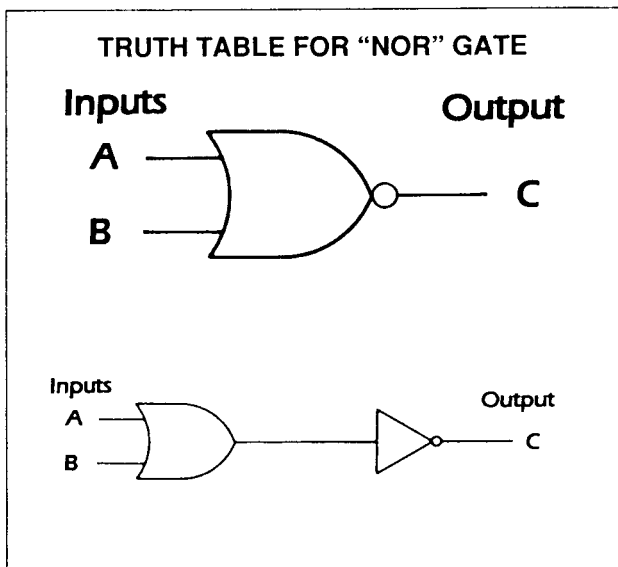 TRUTH TABLE FOR “NOR” GATE
Inputs Output
A
C
B
Inputs
Output
A
C
B